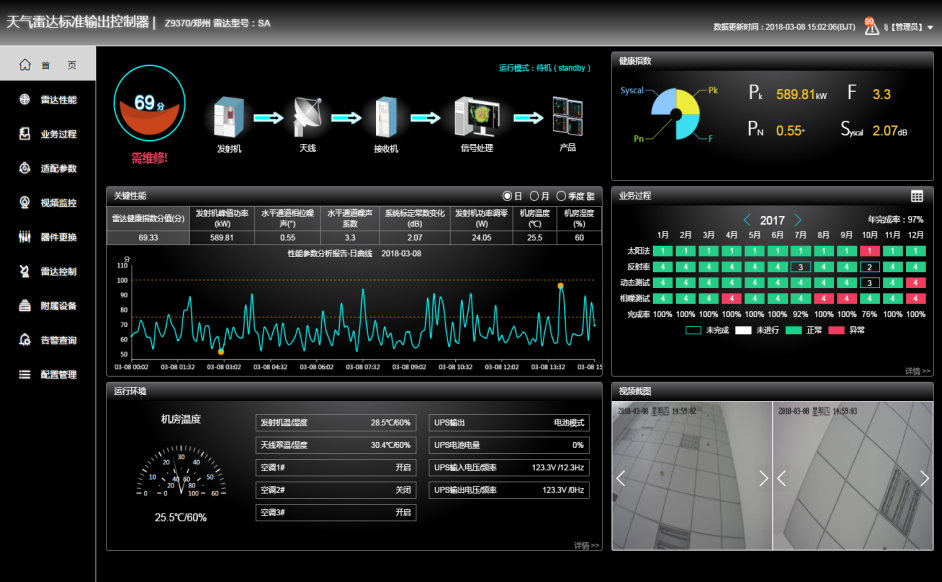 天气雷达标准输出控制器 | Z9370/郑州 雷达型号：SA
数据更新时间：2018-03-08 15:02:06(BJT) 99 【管理员】
首 页
雷达性能
业务过程
适配参数
视频监控
器件更换
雷达控制
附属设备
告警查询
配置管理
运行模式：待机 ( standby )
69分
需维修!
发射机
天线
接收机
信号处理
产品
健康指数
Syscal
Pk
Pn
F
Pk 589.81kW F 3.3
PN 0.55° Syscal 2.07dB
关键性能
日 月 季度
雷达健康指数分值(分) 发射机峰值功率(kW) 水平通道相位噪声(°) 水平通道噪声系数 系统标定常数变化(dB) 发射机功率调零(W) 机房温度(℃) 机房湿度(%)
69.33 589.81 0.55 3.3 2.07 24.05 25.5 60
性能参数分析报告-日曲线 2018-03-08
分
110
100
90
80
70
60
50
03-08 00:02 03-08 01:32 03-08 03:02 03-08 04:32 03-08 06:02 03-08 07:32 03-08 09:02 03-08 10:32 03-08 12:02 03-08 13:32 03-08 15
业务过程
2017
年完成率：97%
1月 2月 3月 4月 5月 6月 7月 8月 9月 10月 11月 12月
太阳法 1 1 1 1 1 1 1 1 1 1 1 1
反射率 4 4 4 4 4 4 3 4 4 2 4 4
动态测试 4 4 4 4 4 4 4 4 4 3 4 4
相噪测试 4 4 4 4 4 4 4 4 4 4 4 4
完成率 100% 100% 100% 100% 100% 100% 92% 100% 100% 76% 100% 100%
未完成 未进行 正常 异常
详情 >>
运行环境
机房温度
0 10 20 30 40 50 60
0 20 40 60 80 100
25.5℃/60%
发射机温/湿度 28.5℃/60%
天线罩温/湿度 30.4℃/60%
空调1# 开启
空调2# 关闭
空调3# 开启
UPS输出 电池模式
UPS电池电量 0%
UPS输入电压/频率 123.3V /12.3Hz
UPS输出电压/频率 123.3V /0Hz
详情 >>
视频截图
2018-03-08 星期四 14:59:02
2018-03-08 星期四 14:59:03